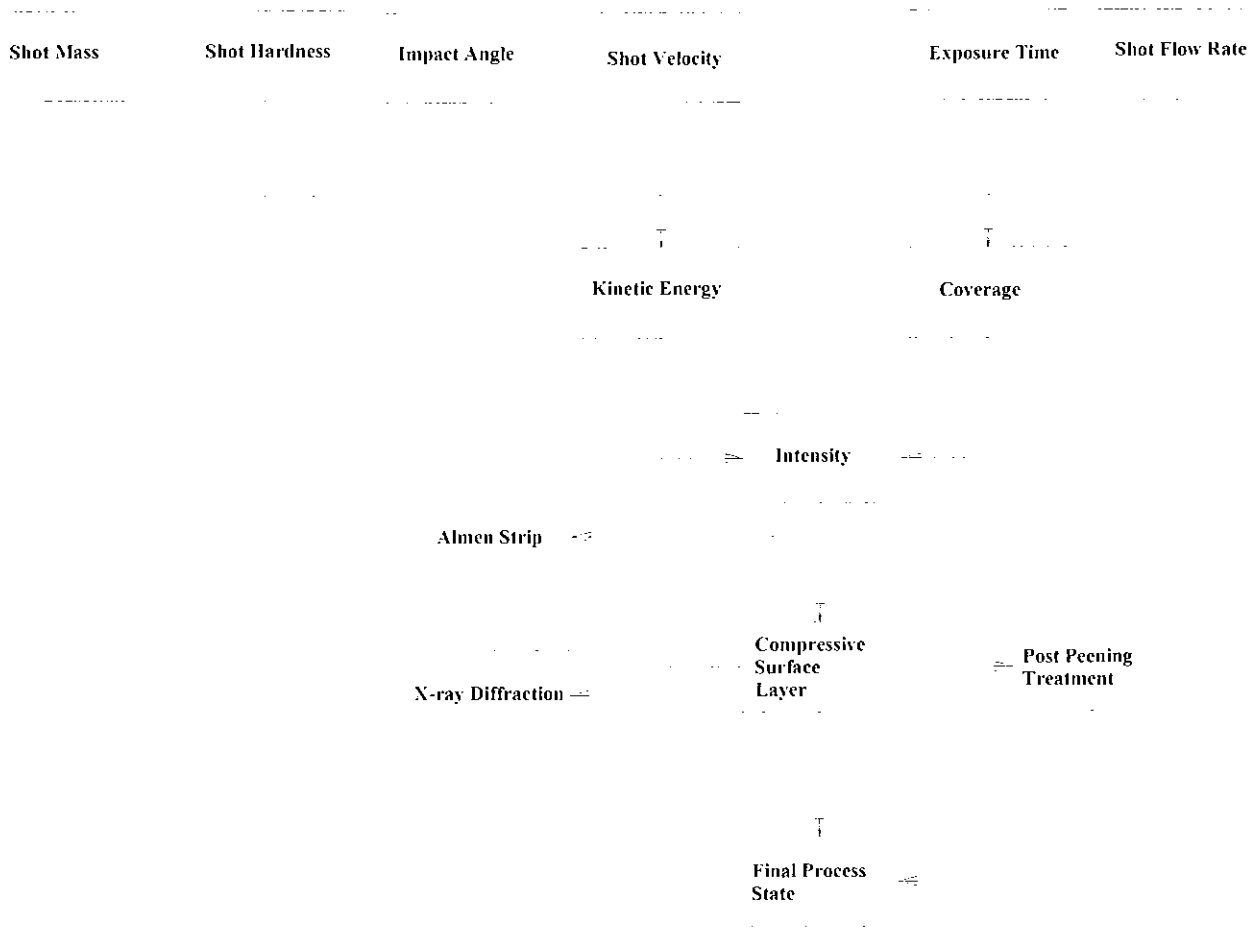 Shot Mass
Shot Hardness
Impact Angle
Shot Velocity
Exposure Time
Shot Flow Rate
Kinetic Energy
Coverage
Intensity
Almen Strip
Compressive
Surface
Layer
Post Peening
Treatment
X-ray Diffraction
Final Process
State